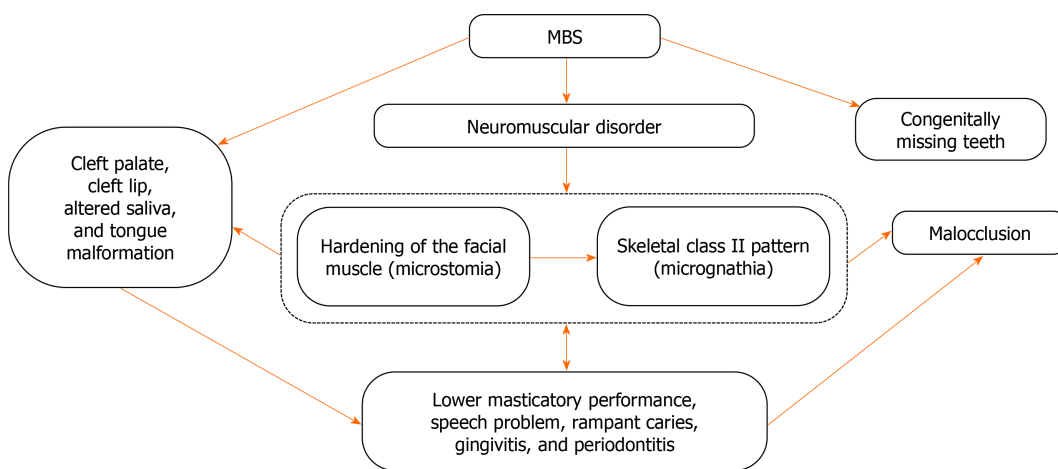 MBS
Neuromuscular disorder
Congenitally
missing teeth
Cleft palate,
cleft lip,
altered saliva,
and tongue
malformation
Hardening of the facial
muscle (microstomia)
Skeletal class II pattern
(micrognathia)
Malocclusion
Lower masticatory performance,
speech problem, rampant caries,
gingivitis, and periodontitis